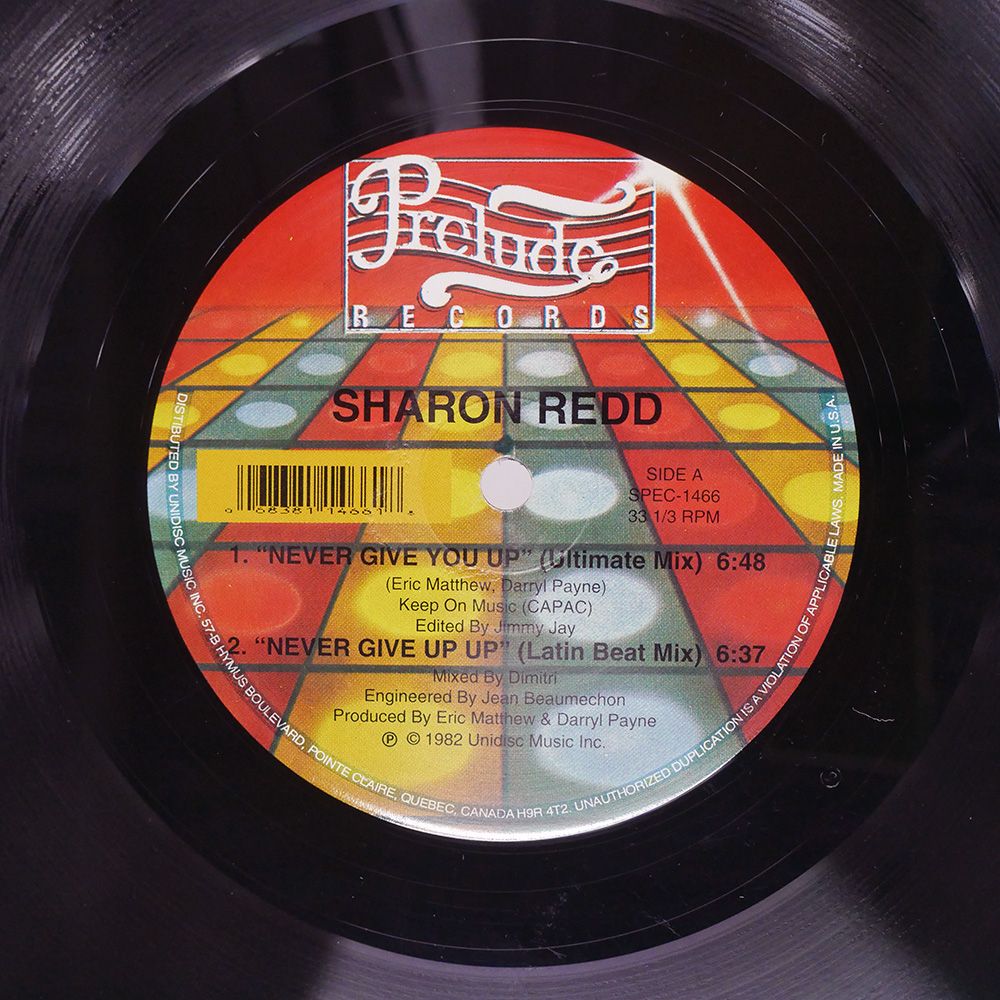 Prelude
RECORDS
SHARON REDD
SIDE A
SPEC-1466
33 1/3 RPM
1. "NEVER GIVE YOU UP" (Ultimate Mix) 6:48
(Eric Matthew, Darryl Payne)
Keep On Music (CAPAC)
Edited By Jimmy Jay
2. "NEVER GIVE UP UP" (Latin Beat Mix) 6:37
Mixed By Dimitri
Engineered By Jean Beaumechon
Produced By Eric Matthew & Darryl Payne
Ⓟ © 1982 Unidisc Music Inc.
DISTIBUTED BY UNIDISC MUSIC INC. 57-B HYMUS BOULEVARD, POINTE CLAIRE, QUEBEC, CANADA H9R 4T2. UNAUTHORIZED DUPLICATION IS A VIOLATION OF APPLICABLE LAWS. MADE IN U.S.A.